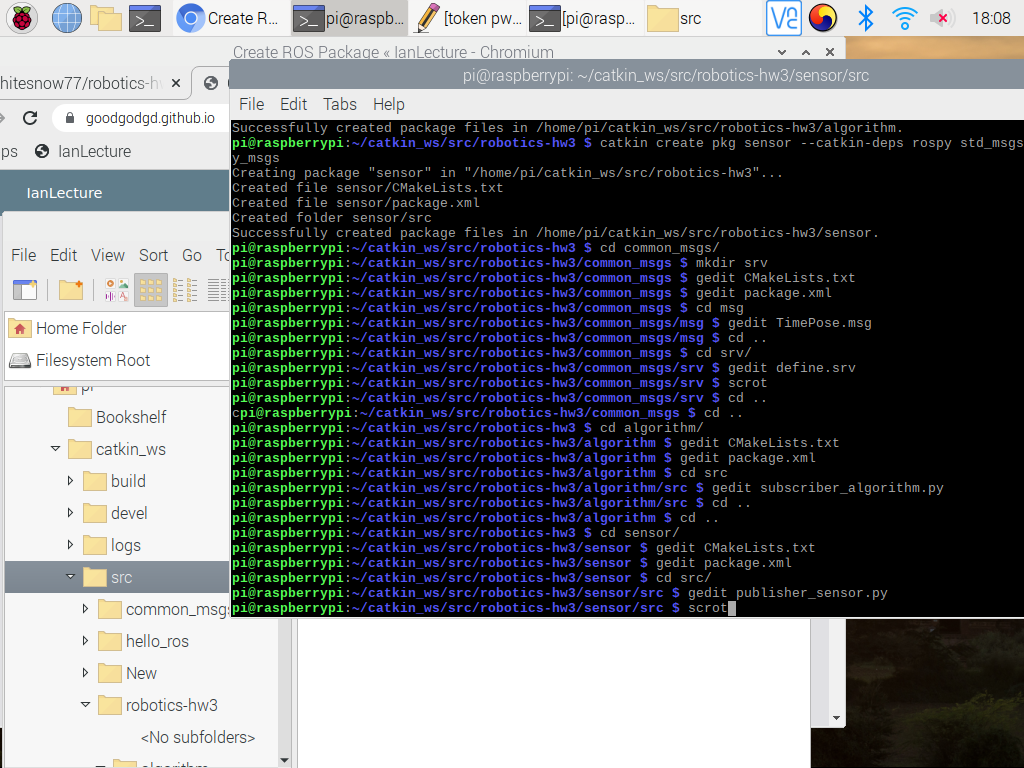 Create R...
pi@raspb...
[token pw...
[pi@rasp...
src
18:08
Create ROS Package « IanLecture - Chromium
hitesnow77/robotics-h
goodgodgd.github.io
ps
IanLecture
IanLecture
File Edit View Sort Go To
Home Folder
Filesystem Root
pi
Bookshelf
catkin_ws
build
devel
logs
src
common_msgs
hello_ros
New
robotics-hw3
<No subfolders>
algorithm
pi@raspberrypi: ~/catkin_ws/src/robotics-hw3/sensor/src
File Edit Tabs Help
Successfully created package files in /home/pi/catkin_ws/src/robotics-hw3/algorithm.
pi@raspberrypi:~/catkin_ws/src/robotics-hw3 $ catkin create pkg sensor --catkin-deps rospy std_msgs
y_msgs
Creating package "sensor" in "/home/pi/catkin_ws/src/robotics-hw3"...
Created file sensor/CMakeLists.txt
Created file sensor/package.xml
Created folder sensor/src
Successfully created package files in /home/pi/catkin_ws/src/robotics-hw3/sensor.
pi@raspberrypi:~/catkin_ws/src/robotics-hw3 $ cd common_msgs/
pi@raspberrypi:~/catkin_ws/src/robotics-hw3/common_msgs $ mkdir srv
pi@raspberrypi:~/catkin_ws/src/robotics-hw3/common_msgs $ gedit CMakeLists.txt
pi@raspberrypi:~/catkin_ws/src/robotics-hw3/common_msgs $ gedit package.xml
pi@raspberrypi:~/catkin_ws/src/robotics-hw3/common_msgs $ cd msg
pi@raspberrypi:~/catkin_ws/src/robotics-hw3/common_msgs/msg $ gedit TimePose.msg
pi@raspberrypi:~/catkin_ws/src/robotics-hw3/common_msgs/msg $ cd ..
pi@raspberrypi:~/catkin_ws/src/robotics-hw3/common_msgs $ cd srv/
pi@raspberrypi:~/catkin_ws/src/robotics-hw3/common_msgs/srv $ gedit define.srv
pi@raspberrypi:~/catkin_ws/src/robotics-hw3/common_msgs/srv $ scrot
pi@raspberrypi:~/catkin_ws/src/robotics-hw3/common_msgs/srv $ cd ..
cpi@raspberrypi:~/catkin_ws/src/robotics-hw3/common_msgs $ cd ..
pi@raspberrypi:~/catkin_ws/src/robotics-hw3 $ cd algorithm/
pi@raspberrypi:~/catkin_ws/src/robotics-hw3/algorithm $ gedit CMakeLists.txt
pi@raspberrypi:~/catkin_ws/src/robotics-hw3/algorithm $ gedit package.xml
pi@raspberrypi:~/catkin_ws/src/robotics-hw3/algorithm $ cd src
pi@raspberrypi:~/catkin_ws/src/robotics-hw3/algorithm/src $ gedit subscriber_algorithm.py
pi@raspberrypi:~/catkin_ws/src/robotics-hw3/algorithm/src $ cd ..
pi@raspberrypi:~/catkin_ws/src/robotics-hw3/algorithm $ cd ..
pi@raspberrypi:~/catkin_ws/src/robotics-hw3 $ cd sensor/
pi@raspberrypi:~/catkin_ws/src/robotics-hw3/sensor $ gedit CMakeLists.txt
pi@raspberrypi:~/catkin_ws/src/robotics-hw3/sensor $ gedit package.xml
pi@raspberrypi:~/catkin_ws/src/robotics-hw3/sensor $ cd src/
pi@raspberrypi:~/catkin_ws/src/robotics-hw3/sensor/src $ gedit publisher_sensor.py
pi@raspberrypi:~/catkin_ws/src/robotics-hw3/sensor/src $ scrot